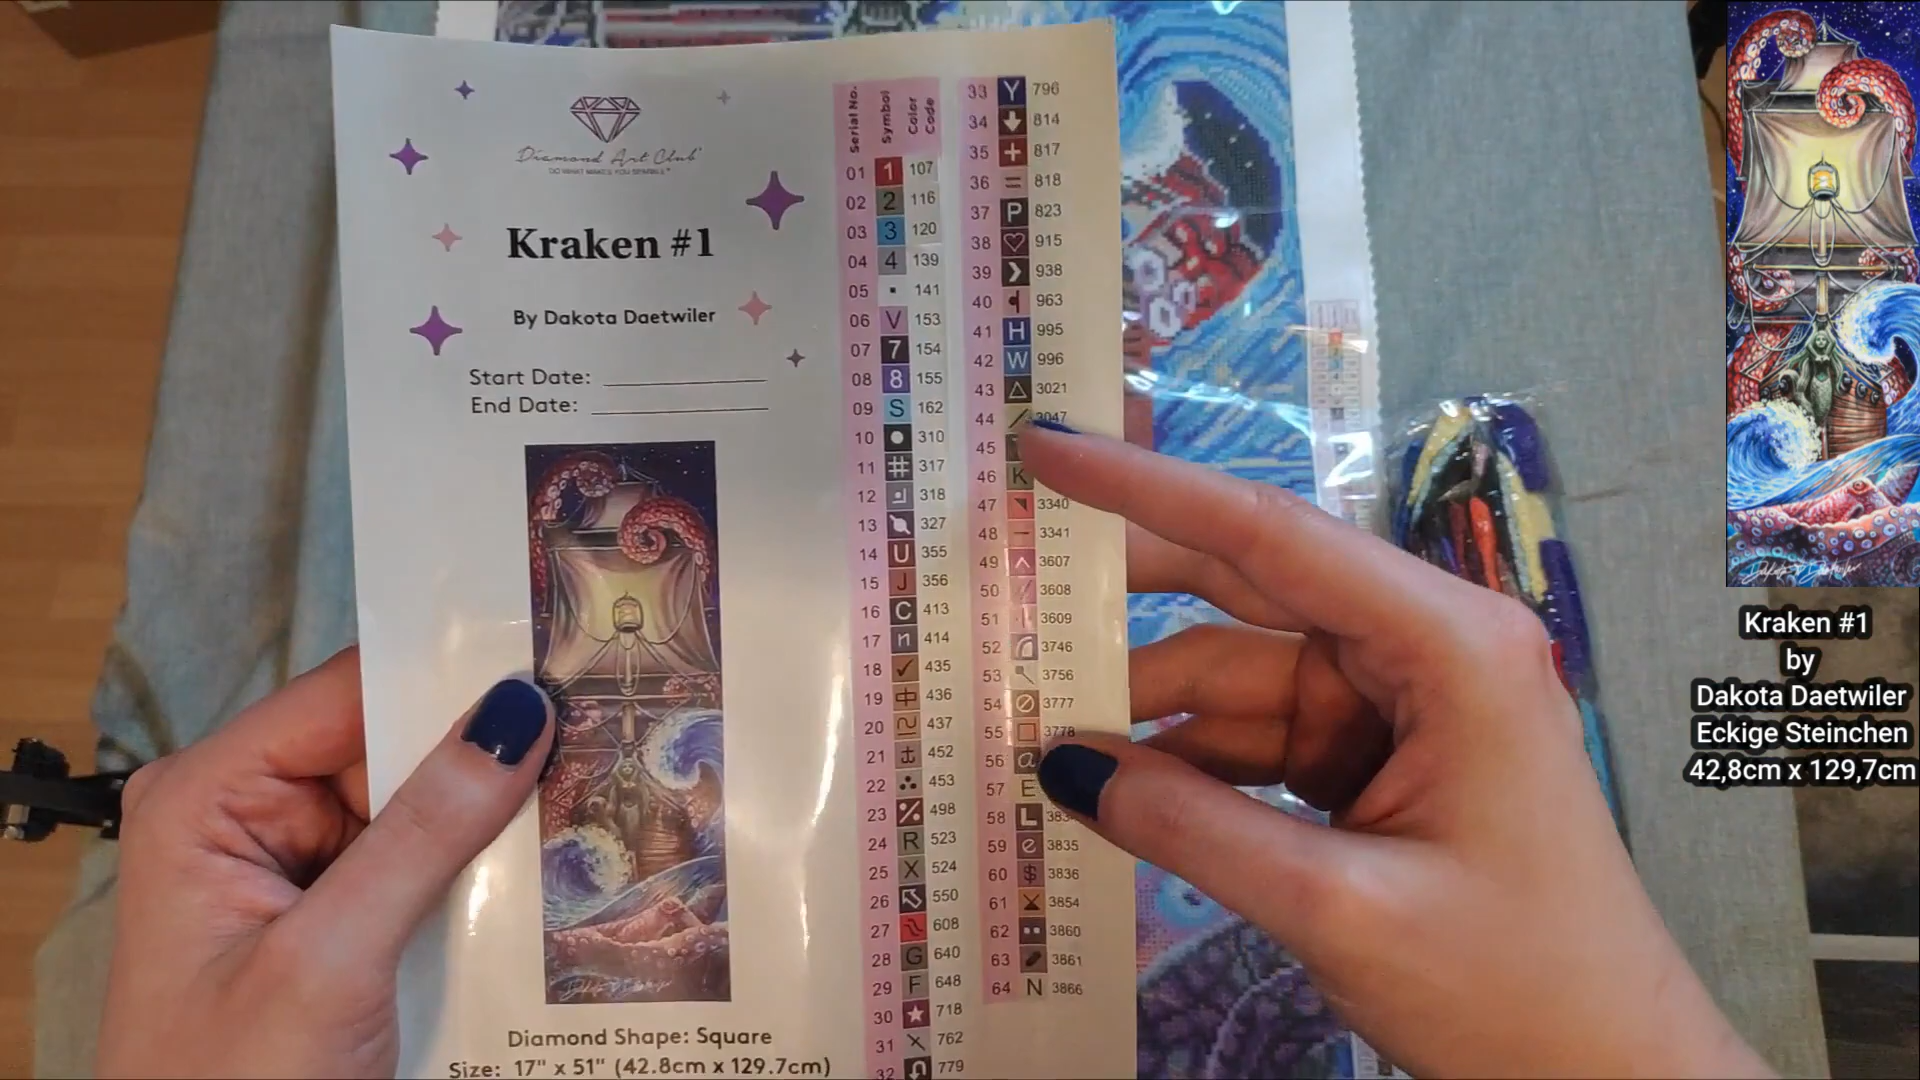 Diamond Art Club
DO WHAT MAKES YOU SPARKLE
Kraken #1
By Dakota Daetwiler
Start Date:
End Date:
Diamond Shape: Square
Size: 17" x 51" (42.8cm x 129.7cm)
Serial No. Symbol Color Code
01 1 107
02 2 116
03 3 120
04 4 139
05 141
06 V 153
07 7 154
08 8 155
09 S 162
10 310
11 # 317
12 318
13 327
14 U 355
15 J 356
16 C 413
17 n 414
18 ✓ 435
19 436
20 437
21 452
22 453
23 498
24 R 523
25 X 524
26 550
27 608
28 G 640
29 F 648
30 ★ 718
31 762
32 779
33 Y 796
34 814
35 + 817
36 = 818
37 P 823
38 ♡ 915
39 938
40 963
41 H 995
42 W 996
43 △ 3021
44 / 3047
45
46 K
47 3340
48 – 3341
49 3607
50 3608
51 3609
52 3746
53 3756
54 3777
55 □ 3778
56 a
57 E
58 L
59 e 3835
60 $ 3836
61 3854
62 3860
63 3861
64 N 3866
Kraken #1
by
Dakota Daetwiler
Eckige Steinchen
42,8cm x 129,7cm